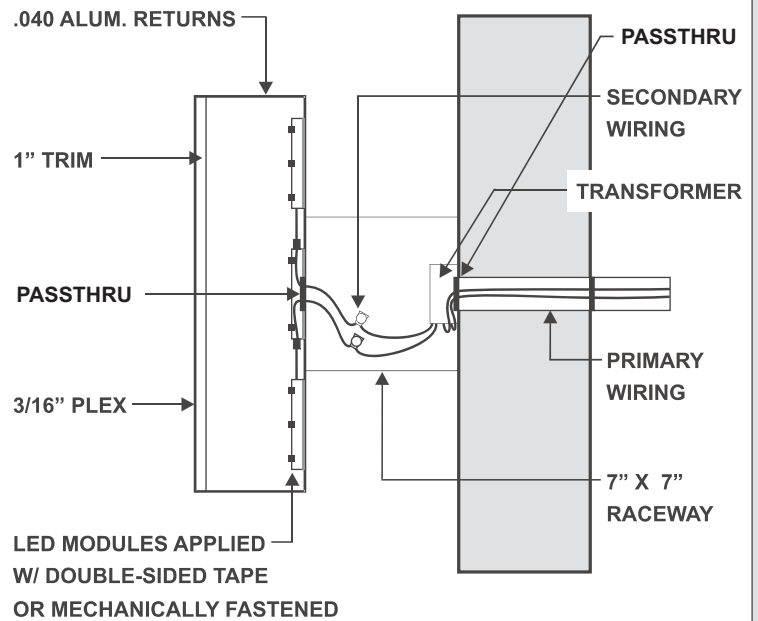 .040 ALUM. RETURNS
1” TRIM
PASSTHRU
3/16” PLEX
LED MODULES APPLIED
W/ DOUBLE-SIDED TAPE
OR MECHANICALLY FASTENED
PASSTHRU
SECONDARY
WIRING
TRANSFORMER
PRIMARY
WIRING
7” X 7”
RACEWAY